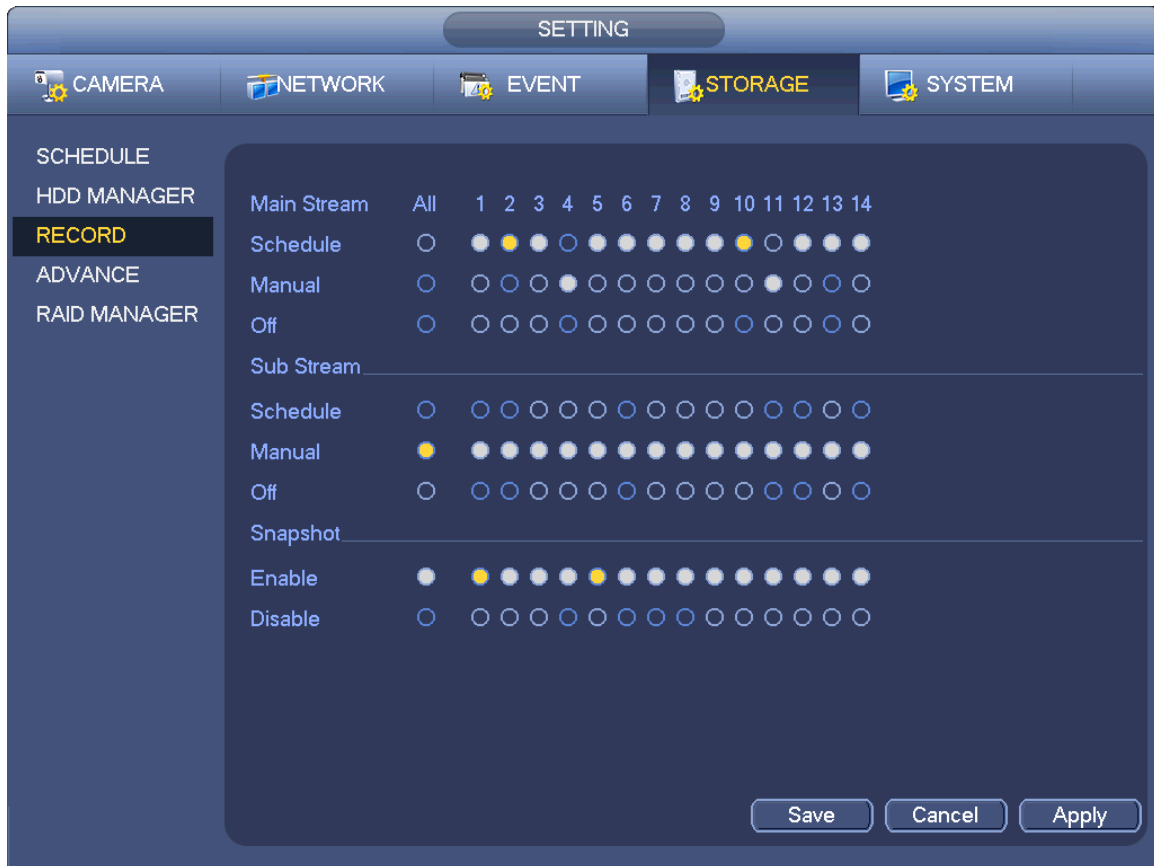 SETTING
CAMERA NETWORK EVENT STORAGE SYSTEM
SCHEDULE
HDD MANAGER
RECORD
ADVANCE
RAID MANAGER
Main Stream All 1 2 3 4 5 6 7 8 9 10 11 12 13 14
Schedule
Manual
Off
Sub Stream
Schedule
Manual
Off
Snapshot
Enable
Disable
Save Cancel Apply